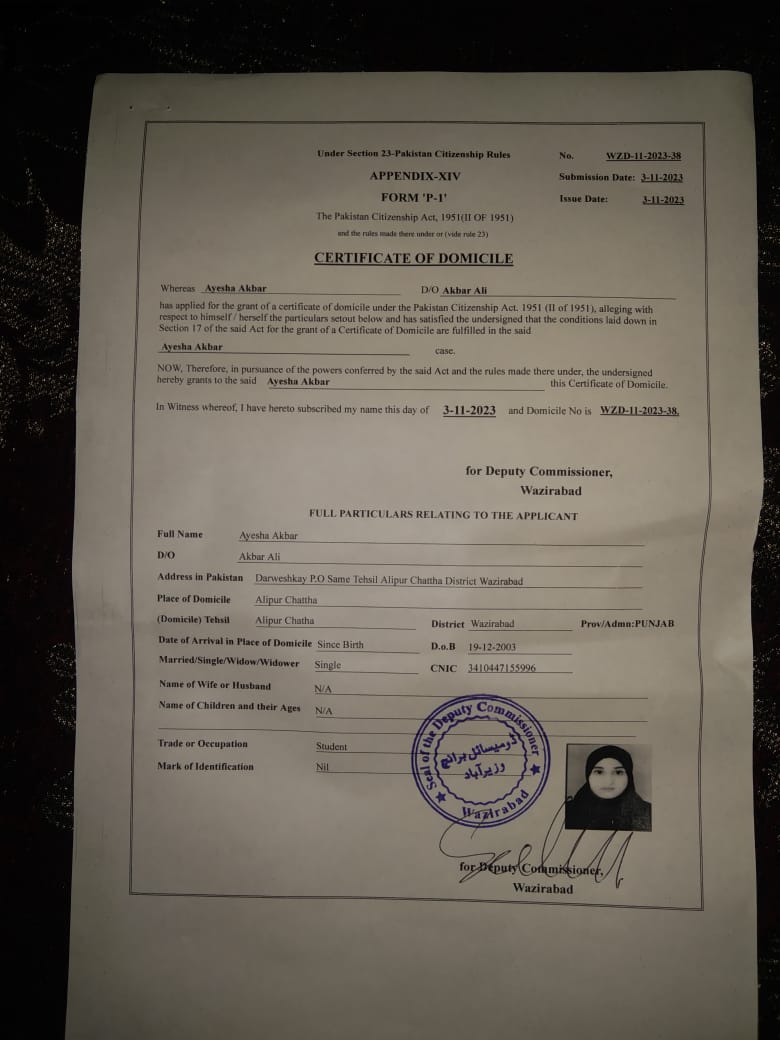 Under Section 23-Pakistan Citizenship Rules
No. WZD-11-2023-38
APPENDIX-XIV
Submission Date: 3-11-2023
FORM 'P-1'
Issue Date: 3-11-2023
The Pakistan Citizenship Act, 1951(II OF 1951)
and the rules made there under or (vide rule 23)
CERTIFICATE OF DOMICILE
Whereas Ayesha Akbar D/O Akbar Ali
has applied for the grant of a certificate of domicile under the Pakistan Citizenship Act. 1951 (II of 1951), alleging with
respect to himself / herself the particulars setout below and has satisfied the undersigned that the conditions laid down in
Section 17 of the said Act for the grant of a Certificate of Domicile are fulfilled in the said
Ayesha Akbar case.
NOW, Therefore, in pursuance of the powers conferred by the said Act and the rules made there under, the undersigned
hereby grants to the said Ayesha Akbar this Certificate of Domicile.
In Witness whereof, I have hereto subscribed my name this day of 3-11-2023 and Domicile No is WZD-11-2023-38.
for Deputy Commissioner,
Wazirabad
FULL PARTICULARS RELATING TO THE APPLICANT
Full Name Ayesha Akbar
D/O Akbar Ali
Address in Pakistan Darweshkay P.O Same Tehsil Alipur Chattha District Wazirabad
Place of Domicile Alipur Chattha
(Domicile) Tehsil Alipur Chatha District Wazirabad Prov/Admn:PUNJAB
Date of Arrival in Place of Domicile Since Birth D.o.B 19-12-2003
Married/Single/Widow/Widower Single CNIC 3410447155996
Name of Wife or Husband N/A
Name of Children and their Ages N/A
Trade or Occupation Student
Mark of Identification Nil
Seal of the Deputy Commissioner
ڈومیسائل برانچ
وزیرآباد
Wazirabad
for Deputy Commissioner,
Wazirabad